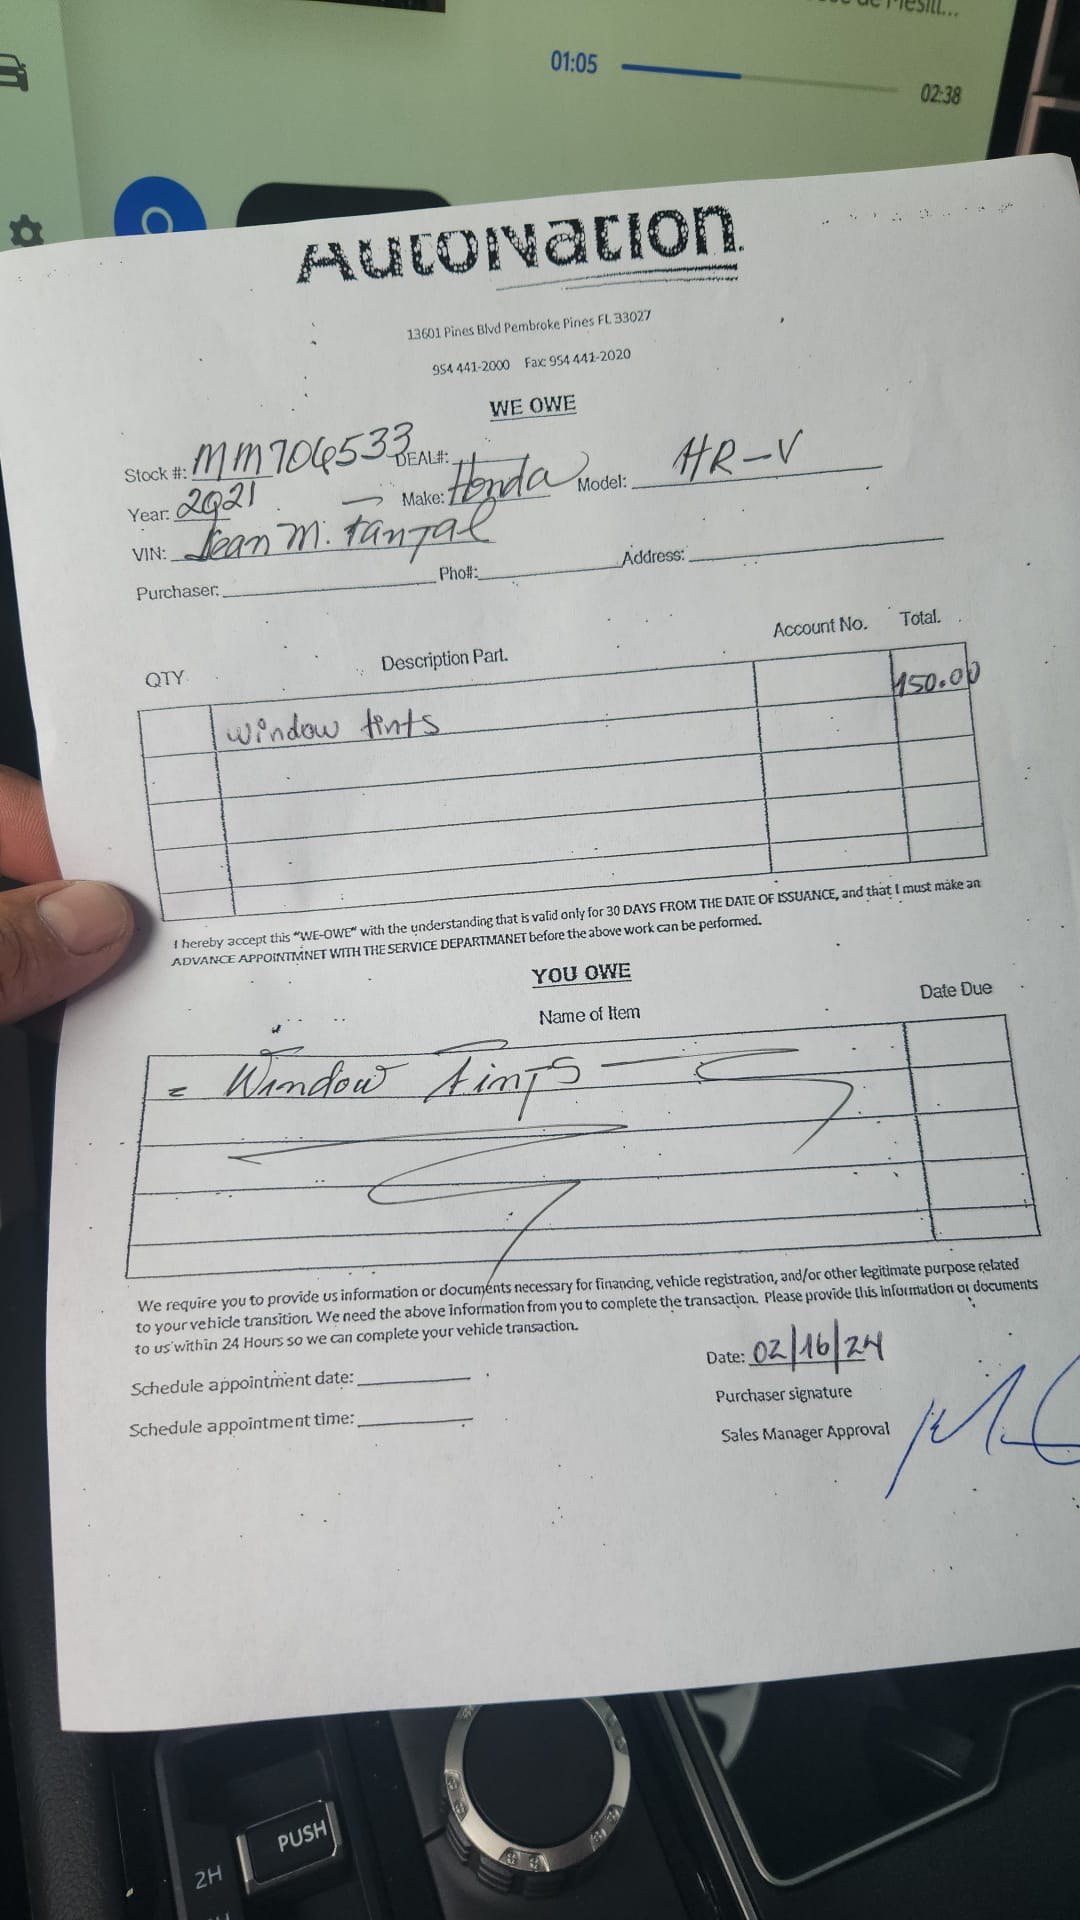 01:05
02:38
AutoNation.
13601 Pines Blvd Pembroke Pines FL 33027
954 441-2000 Fax: 954 441-2020
WE OWE
Stock #: MM706533 DEAL#:
Year: 2021 Make: Honda Model: HR-V
VIN: Jean M.
Purchaser: Pho#: Address:
QTY Description Part. Account No. Total.
window tints 150.00
I hereby accept this "WE-OWE" with the understanding that is valid only for 30 DAYS FROM THE DATE OF ISSUANCE, and that I must make an
ADVANCE APPOINTMNET WITH THE SERVICE DEPARTMANET before the above work can be performed.
YOU OWE
Name of Item Date Due
= Window Tints
We require you to provide us information or documents necessary for financing, vehicle registration, and/or other legitimate purpose related
to your vehicle transition. We need the above information from you to complete the transaction. Please provide this information or documents
to us within 24 Hours so we can complete your vehicle transaction.
Schedule appointment date: Date: 02/16/24
Schedule appointment time: Purchaser signature
Sales Manager Approval
PUSH
2H